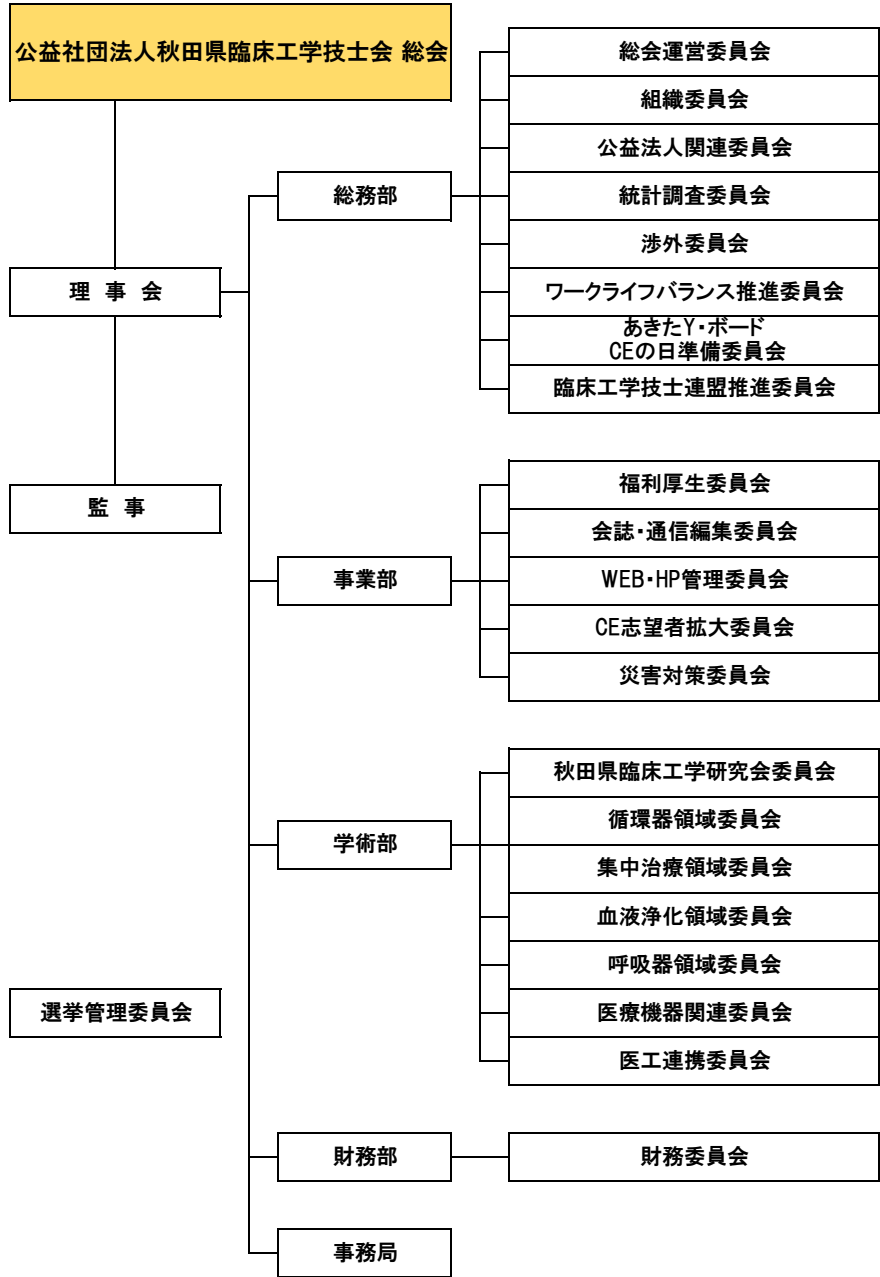 公益社団法人秋田県臨床工学技士会 総会
理 事 会
監 事
選挙管理委員会
総務部
総会運営委員会
組織委員会
公益法人関連委員会
統計調査委員会
渉外委員会
ワークライフバランス推進委員会
あきたY・ボード
CEの日準備委員会
臨床工学技士連盟推進委員会
事業部
福利厚生委員会
会誌・通信編集委員会
WEB・HP管理委員会
CE志望者拡大委員会
災害対策委員会
学術部
秋田県臨床工学研究会委員会
循環器領域委員会
集中治療領域委員会
血液浄化領域委員会
呼吸器領域委員会
医療機器関連委員会
医工連携委員会
財務部
財務委員会
事務局